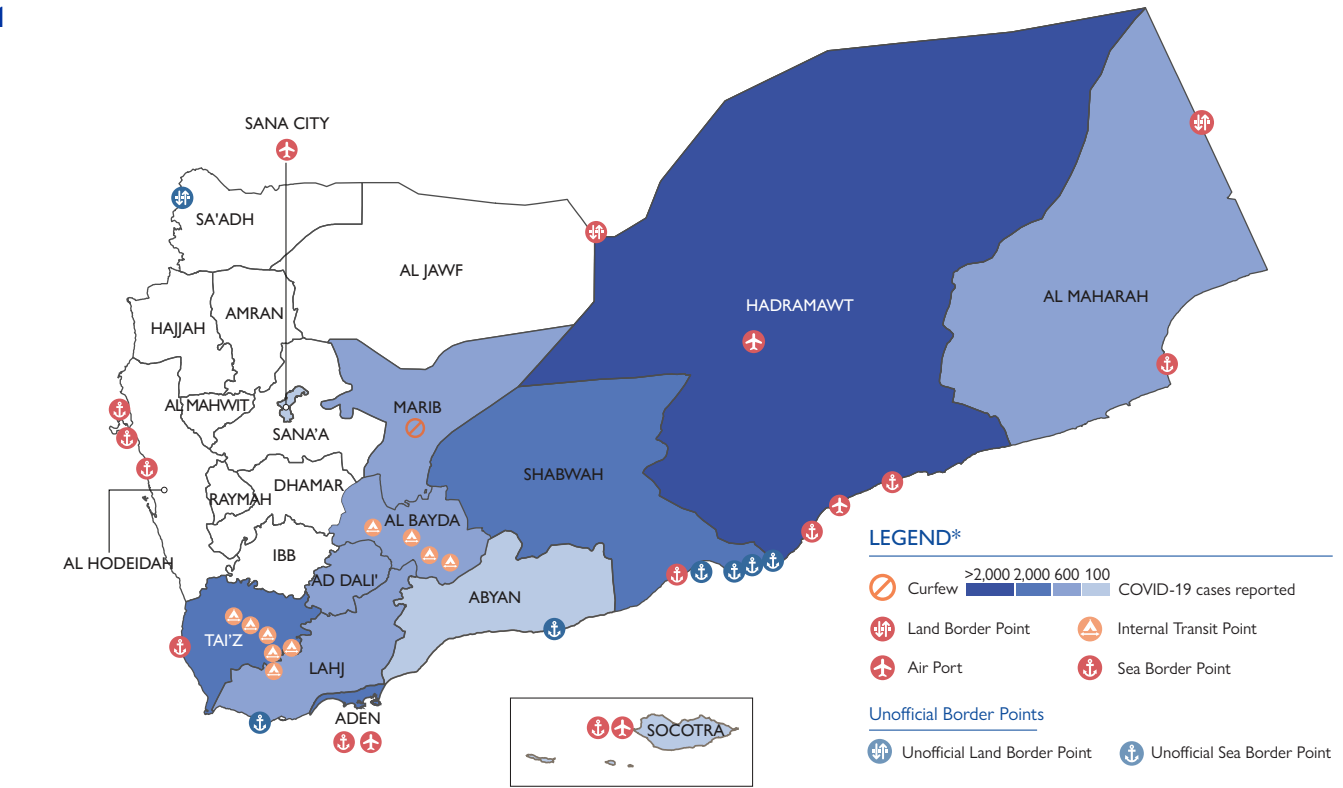 SANA CITY
SA'ADH
AL JAWF
HADRAMAWT
AL MAHARAH
AMRAN
HAJJAH
AL MAHWIT
MARIB
SANA'A
SHABWAH
DHAMAR
RAYMAH
AL BAYDA
AL HODEIDAH
IBB
AD DALI'
ABYAN
TAI'Z
LAHJ
ADEN
SOCOTRA
LEGEND*
>2,000 2,000 600 100
Curfew
COVID-19 cases reported
Land Border Point
Internal Transit Point
Air Port
Sea Border Point
Unofficial Border Points
Unofficial Land Border Point
Unofficial Sea Border Point